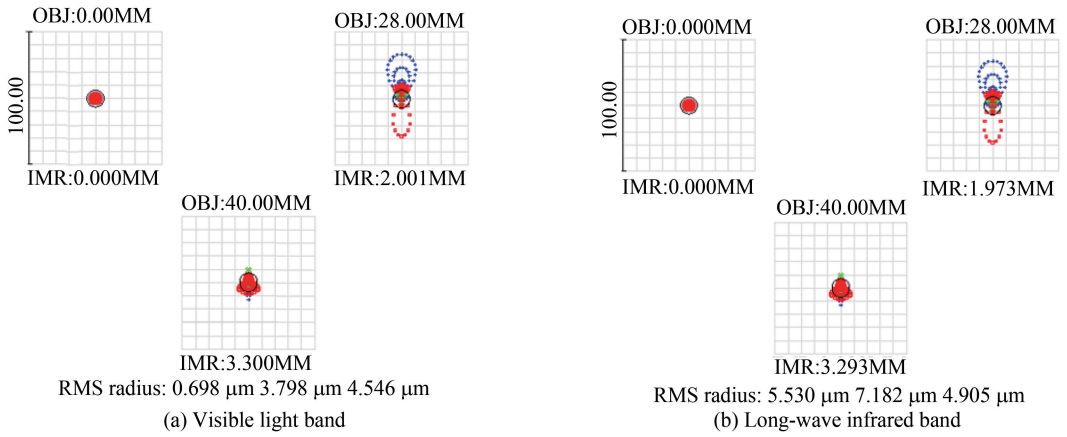 OBJ:0.00MM
OBJ:28.00MM
100.00
IMR:0.000MM
IMR:2.001MM
OBJ:40.00MM
IMR:3.300MM
RMS radius: 0.698 μm 3.798 μm 4.546 μm
(a) Visible light band
OBJ:0.000MM
OBJ:28.00MM
100.00
IMR:0.000MM
IMR:1.973MM
OBJ:40.00MM
IMR:3.293MM
RMS radius: 5.530 μm 7.182 μm 4.905 μm
(b) Long-wave infrared band